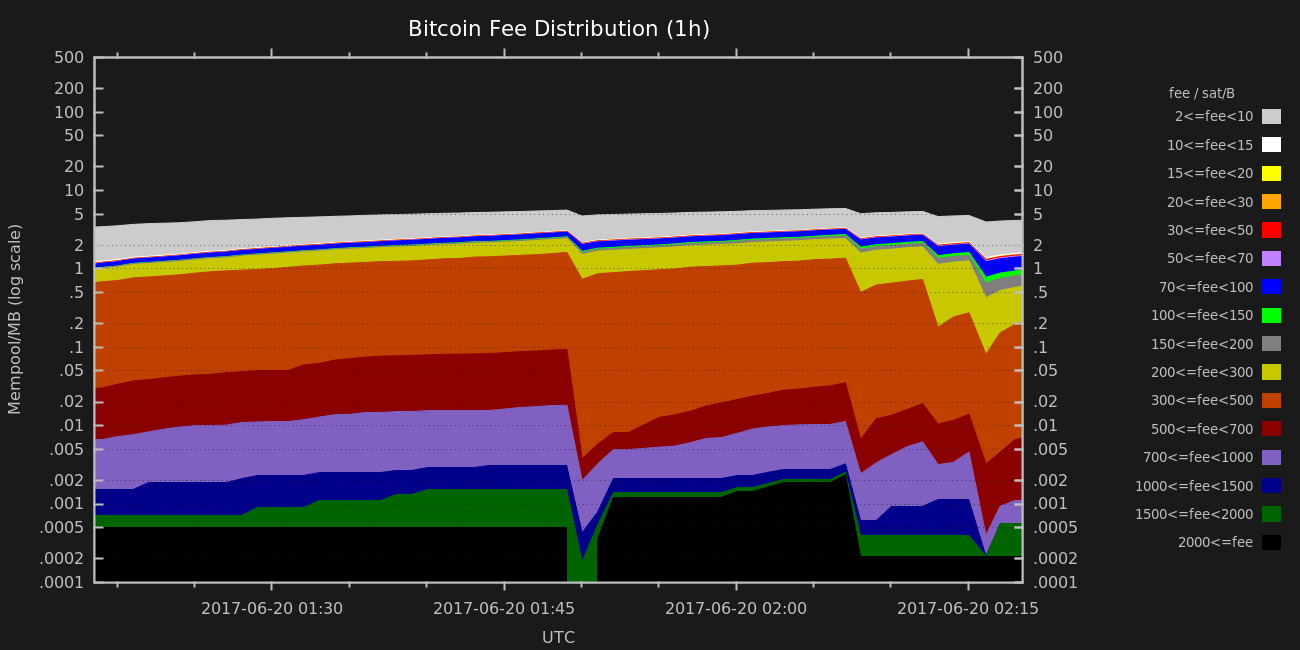 Bitcoin Fee Distribution (1h)
500
200
100
50
20
10
5
2
1
.5
.2
.1
.05
.02
.01
.005
.002
.001
.0005
.0002
.0001
Mempool/MB (log scale)
500
200
100
50
20
10
5
2
1
.5
.2
.1
.05
.02
.01
.005
.002
.001
.0005
.0002
.0001
2017-06-20 01:30
2017-06-20 01:45
2017-06-20 02:00
2017-06-20 02:15
UTC
fee / sat/B
2<=fee<10
10<=fee<15
15<=fee<20
20<=fee<30
30<=fee<50
50<=fee<70
70<=fee<100
100<=fee<150
150<=fee<200
200<=fee<300
300<=fee<500
500<=fee<700
700<=fee<1000
1000<=fee<1500
1500<=fee<2000
2000<=fee